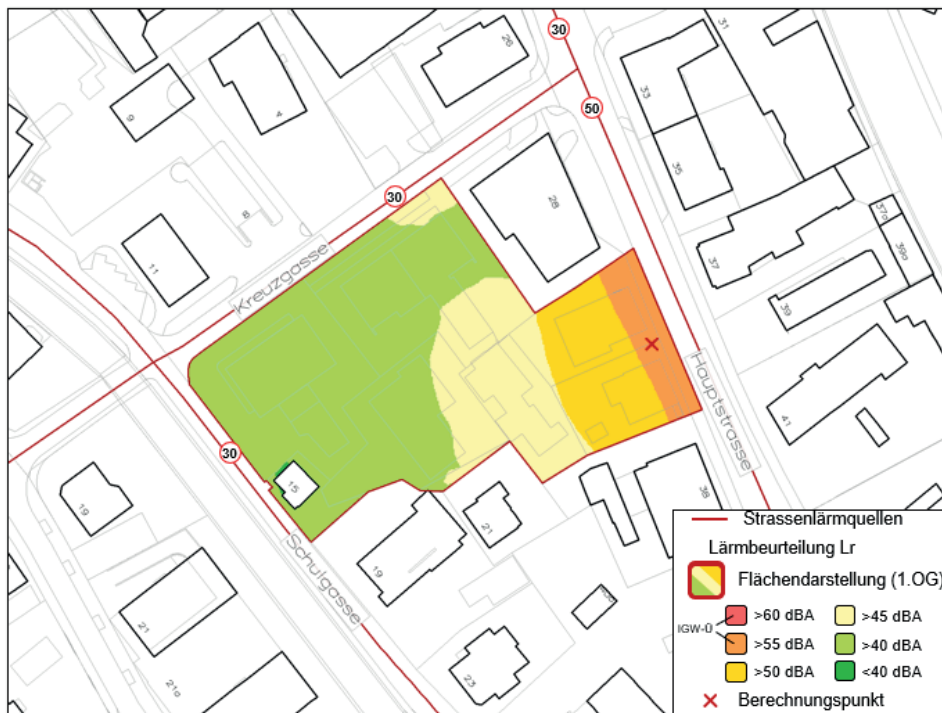 30
31
26
33
9
4
50
35
30
28
8
37a
39a
11
37
Kreuzgasse
39
Hauptstrasse
41
30
15
38
19
21
Schulgasse
19
21
23
21a
Strassenlärmquellen
Lärmbeurteilung Lr
Flächendarstellung (1.OG)
>60 dBA >45 dBA
IGW-Ü
>55 dBA >40 dBA
>50 dBA <40 dBA
Berechnungspunkt